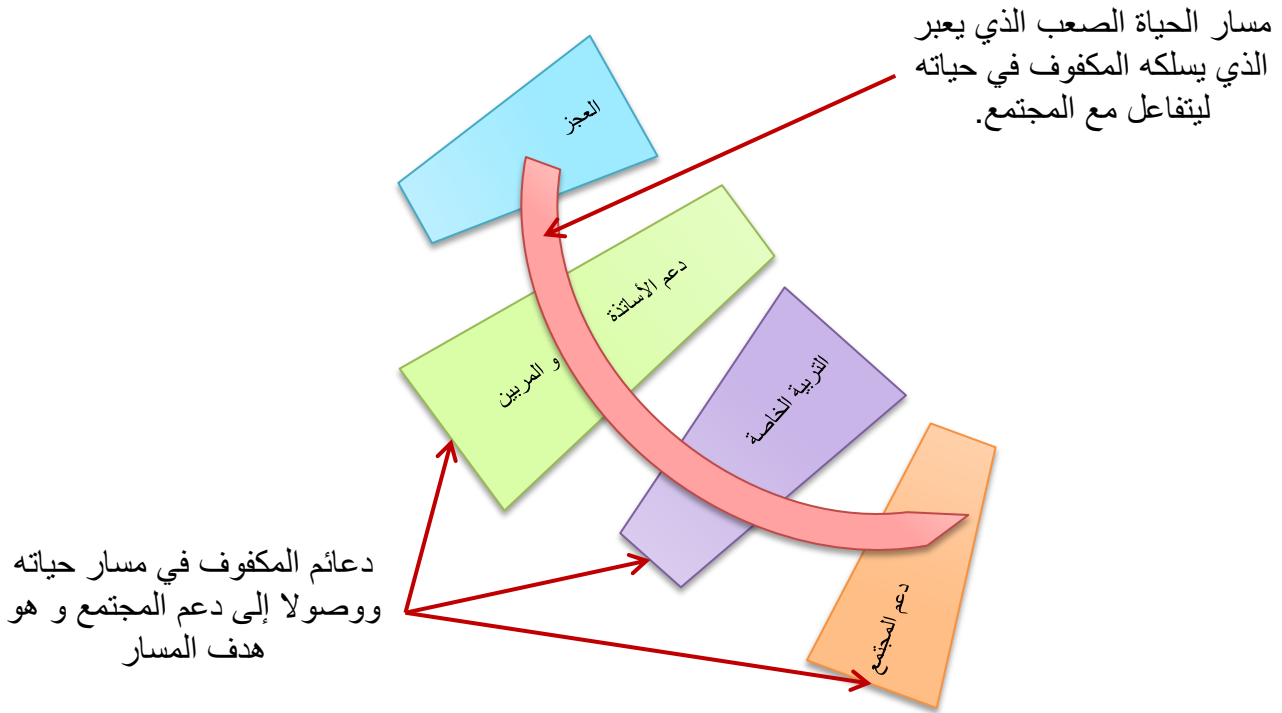 مسار الحياة الصعب الذي يعبر
الذي يسلكه المكفوف في حياته
ليتفاعل مع المجتمع.
العجز
دعم الأساتذة
و المربين
التربية الخاصة
دعم المجتمع
دعائم المكفوف في مسار حياته
ووصولا إلى دعم المجتمع و هو
هدف المسار